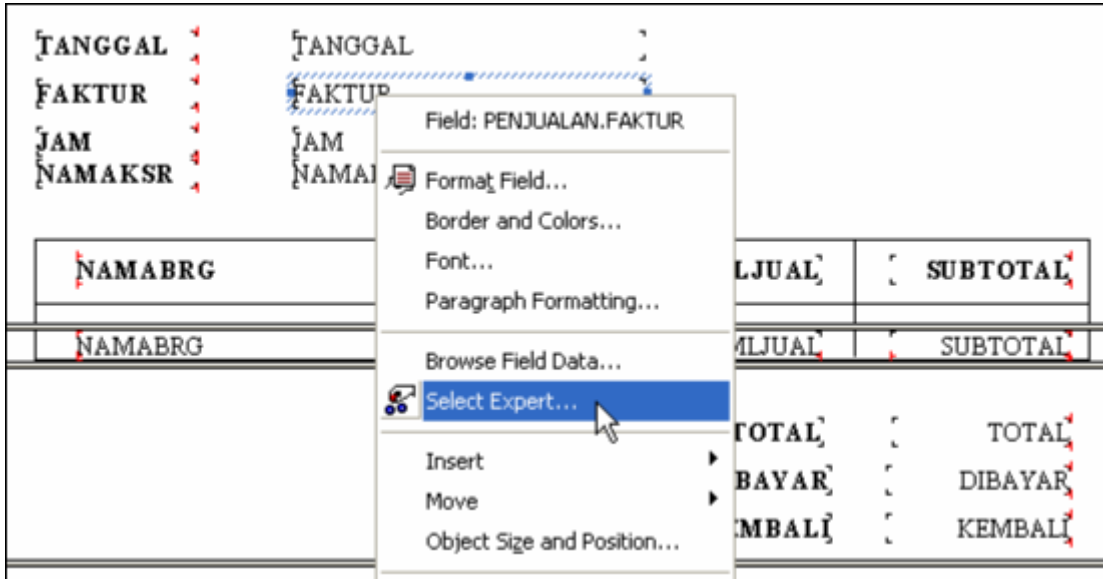 TANGGAL TANGGAL
FAKTUR FAKTUR
JAM JAM
NAMAKSR
Field: PENJUALAN.FAKTUR
Format Field...
Border and Colors...
Font...
Paragraph Formatting...
Browse Field Data...
Select Expert...
Insert
Move
Object Size and Position...
NAMABRG SUBTOTAL
NAMABRG SUBTOTAL
TOTAL TOTAL
DIBAYAR
KEMBALI